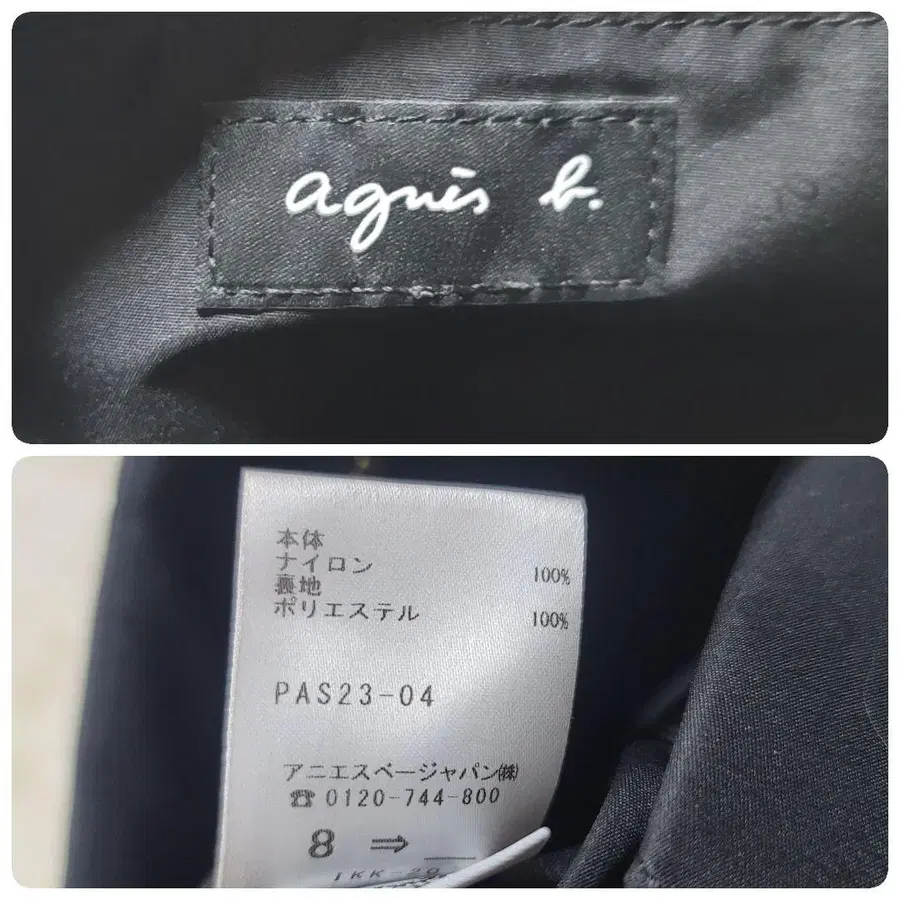 agnès b.
本体
ナイロン 100%
裏地
ポリエステル 100%
PAS23-04
アニエスベージャパン㈱
☎ 0120-744-800
8 ⇒